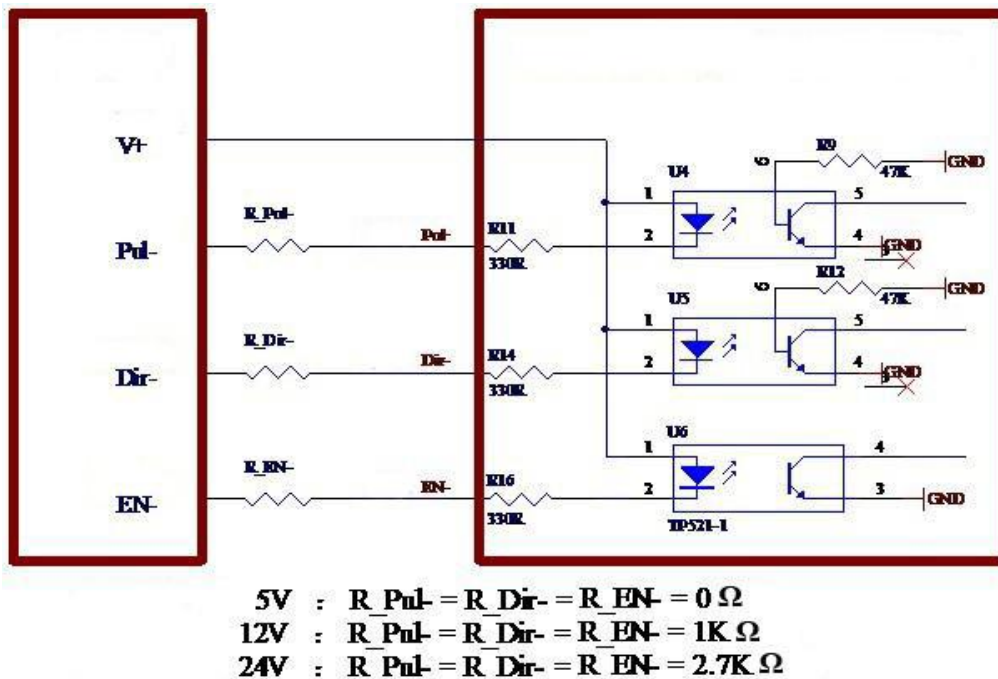 V+
R9
6
GND
U4
47K
1
5
R_Pul-
Pul-
R11
2
4
GND
Pul-
330R
3
R12
6
GND
U5
47K
1
5
R_Dir-
Dir-
R14
2
4
GND
Dir-
330R
3
U6
1
4
R_EN-
EN-
R16
2
3
GND
EN-
330R
TP521-1
5V : R_Pul- = R_Dir- = R_EN- = 0 Ω
12V : R_Pul- = R_Dir- = R_EN- = 1K Ω
24V : R_Pul- = R_Dir- = R_EN- = 2.7K Ω